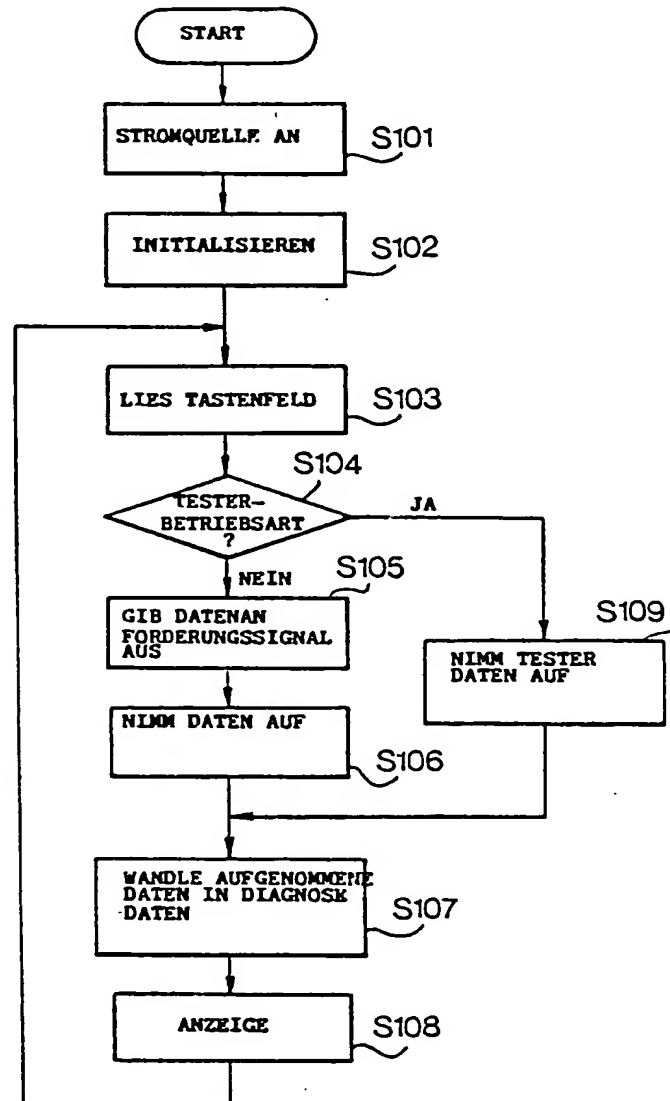 START
STROMQUELLE AN
S101
INITIALISIEREN
S102
LIES TASTENFELD
S103
S104
TESTER-
BETRIEBSART
?
JA
NEIN
S105
GIB DATENAN
FORDERUNGSSIGNAL
AUS
S109
NIMM TESTER
DATEN AUF
NIMM DATEN AUF
S106
WANDLE AUFGENOMMENE
DATEN IN DIAGNOSE
DATEN
S107
ANZEIGE
S108